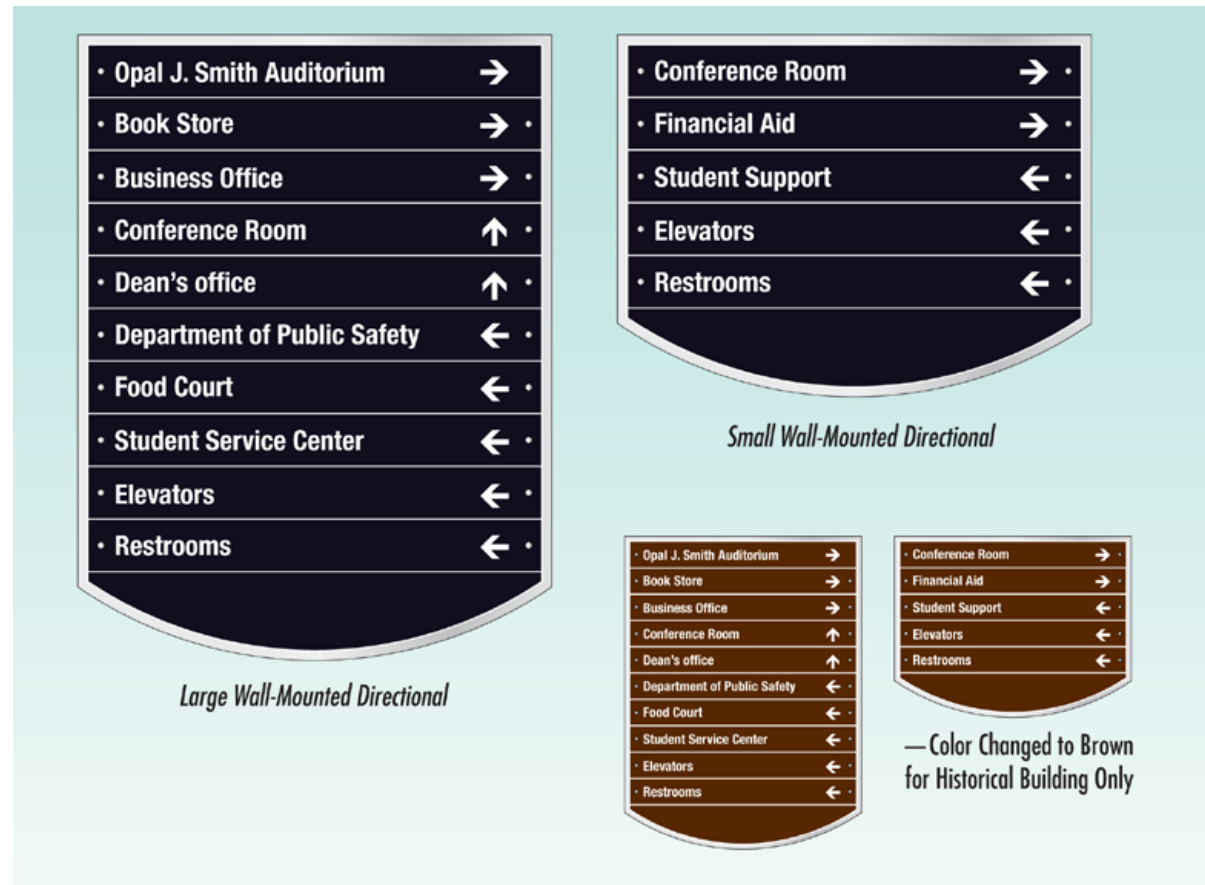 · Opal J. Smith Auditorium →
· Book Store → ·
· Business Office → ·
· Conference Room ↑ ·
· Dean's office ↑ ·
· Department of Public Safety ← ·
· Food Court ← ·
· Student Service Center ← ·
· Elevators ← ·
· Restrooms ← ·
Large Wall-Mounted Directional
· Conference Room → ·
· Financial Aid → ·
· Student Support ← ·
· Elevators ← ·
· Restrooms ← ·
Small Wall-Mounted Directional
· Opal J. Smith Auditorium →
· Book Store → ·
· Business Office → ·
· Conference Room ↑ ·
· Dean's office ↑ ·
· Department of Public Safety ← ·
· Food Court ← ·
· Student Service Center ← ·
· Elevators ← ·
· Restrooms ← ·
· Conference Room → ·
· Financial Aid → ·
· Student Support ← ·
· Elevators ← ·
· Restrooms ← ·
—Color Changed to Brown
for Historical Building Only